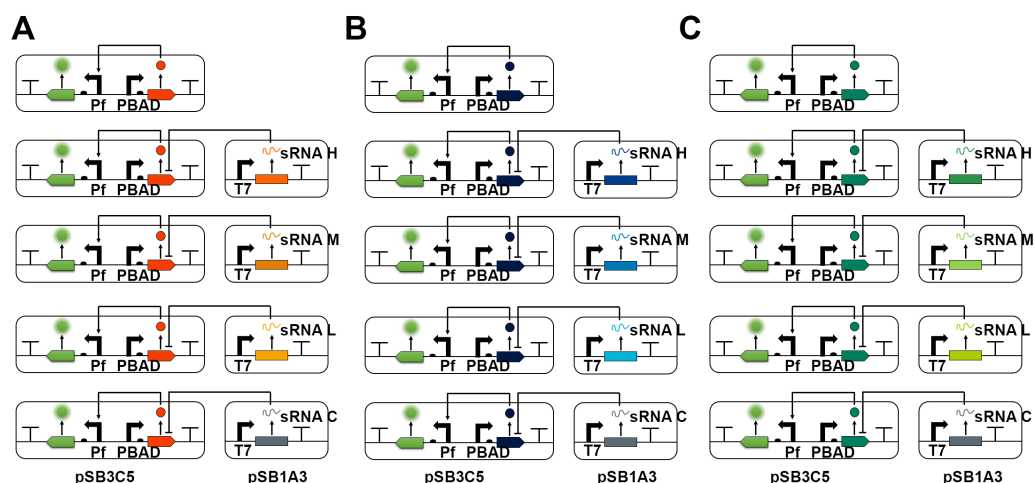 A B C
Pf PBAD Pf PBAD Pf PBAD
sRNA H sRNA H sRNA H
Pf PBAD T7 Pf PBAD T7 Pf PBAD T7
sRNA M sRNA M sRNA M
Pf PBAD T7 Pf PBAD T7 Pf PBAD T7
sRNA L sRNA L sRNA L
Pf PBAD T7 Pf PBAD T7 Pf PBAD T7
sRNA C sRNA C sRNA C
Pf PBAD T7 Pf PBAD T7 Pf PBAD T7
pSB3C5 pSB1A3 pSB3C5 pSB1A3 pSB3C5 pSB1A3